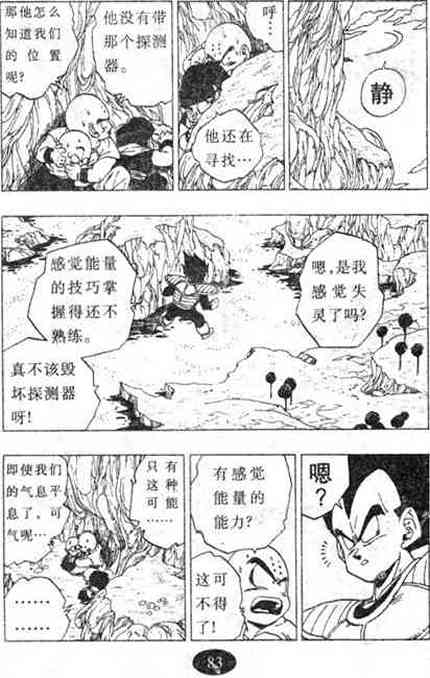 静
呼…
他还在
寻找…
他没有带
那个探测
器。
那他怎么
知道我们
的位置
呢?
嗯,是我
感觉失
灵了吗?
感觉能量
的技巧掌
握得还不
熟练。
真不该毁
坏探测器
呀!
嗯
?
有感觉
能量的
能力?
这可
不得
了!
只有
这种
可能
……
即使我们
的气息平
息了,可
气呢…
……
……
83